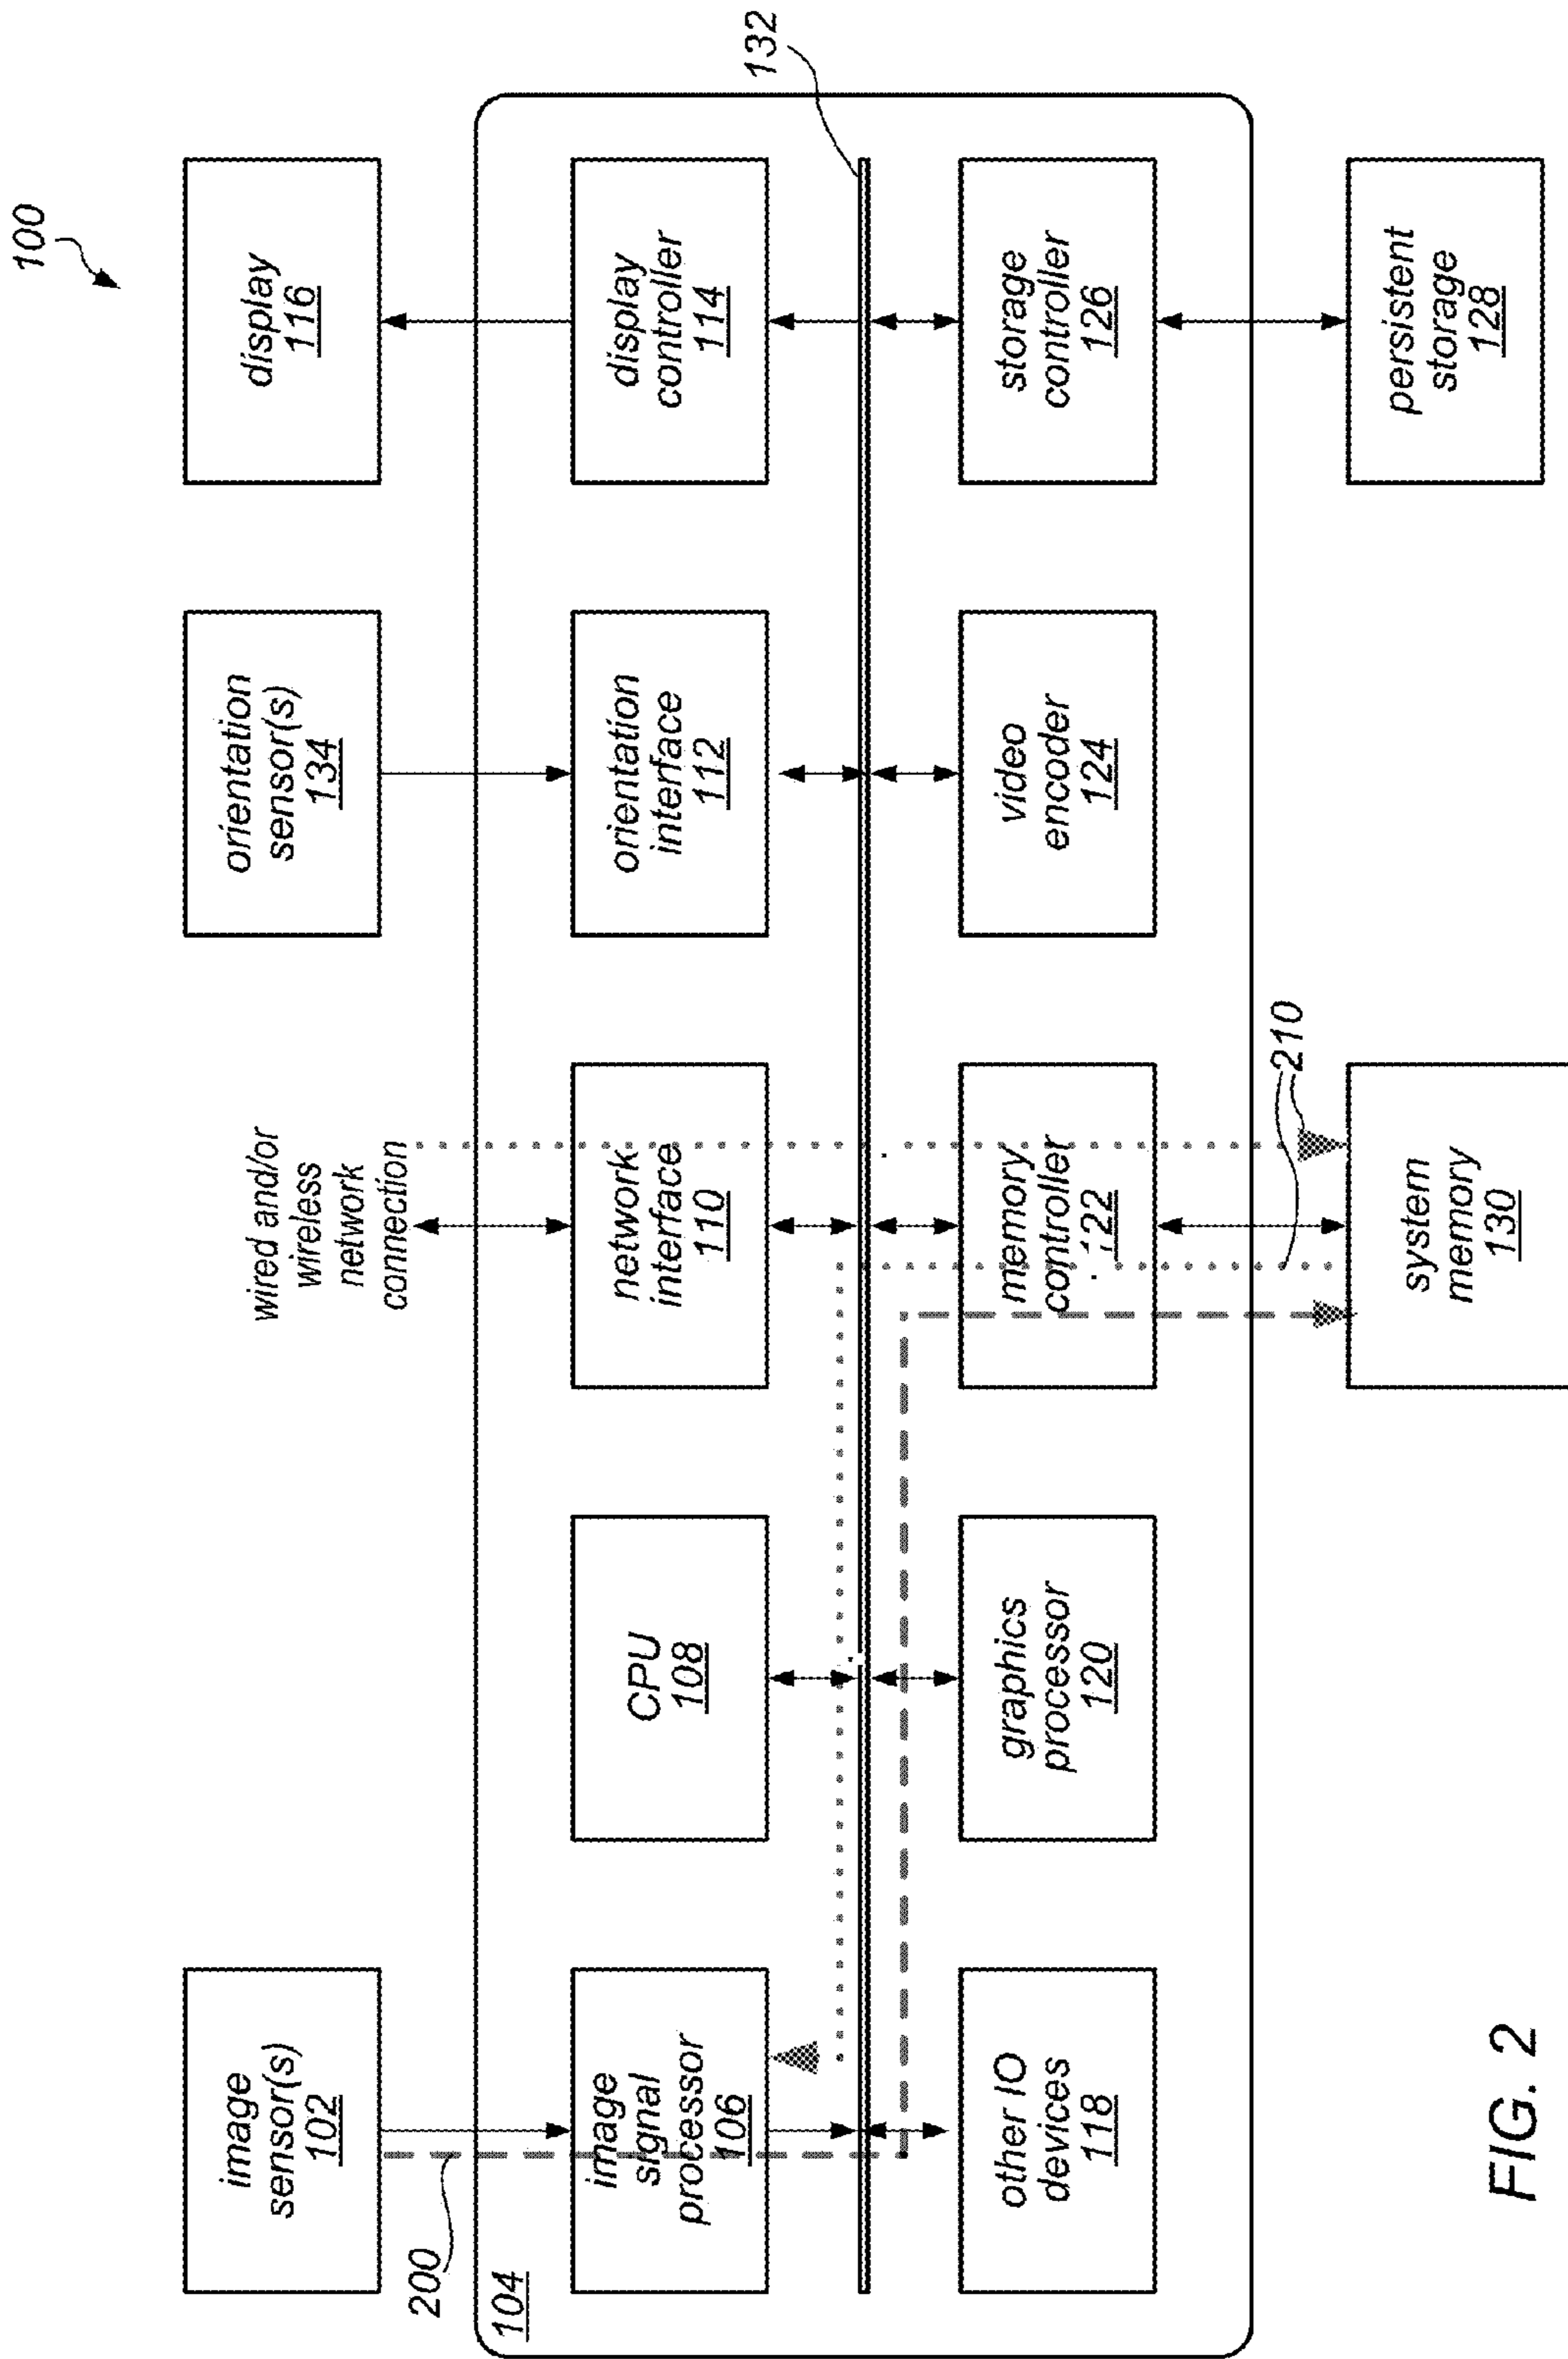 100
image
sensor(s)
102
wired and/or
wireless
network
connection
orientation
sensor(s)
134
display
116
200
104
image
signal
processor
106
CPU
108
network
interface
110
orientation
interface
112
display
controller
114
132
other IO
devices
118
graphics
processor
120
memory
controller
122
video
encoder
124
storage
controller
126
210
system
memory
130
persistent
storage
128
FIG. 2